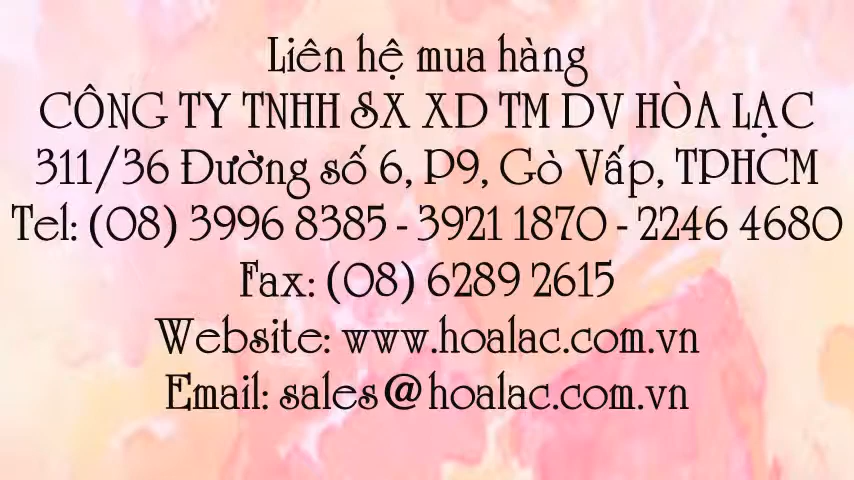 Liên hệ mua hàng
CÔNG TY TNHH SX XD TM DV HÒA LẠC
311/36 Đường số 6, P9, Gò Vấp, TPHCM
Tel: (08) 3996 8385 - 3921 1870 - 2246 4680
Fax: (08) 6289 2615
Website: www.hoalac.com.vn
Email: sales@hoalac.com.vn